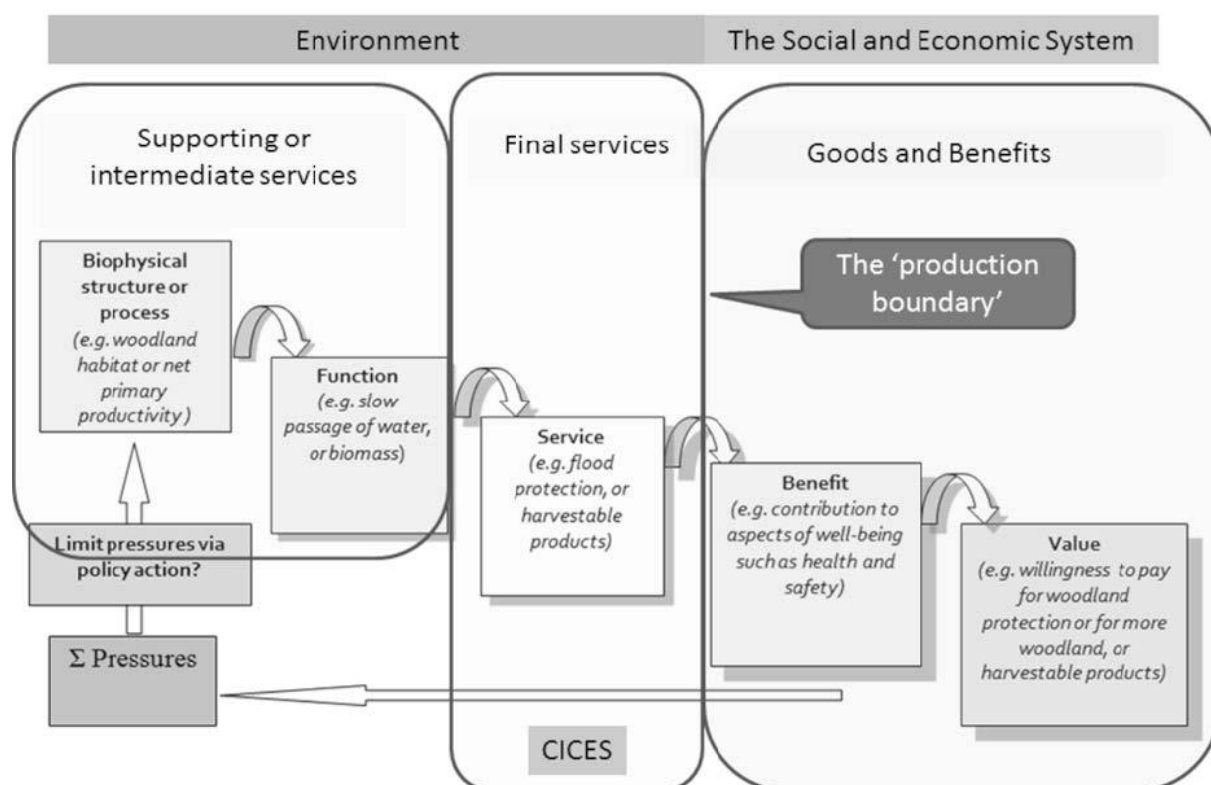 Environment
The Social and Economic System
Supporting or
intermediate services
Final services
Goods and Benefits
The ‘production
boundary’
Biophysical
structure or
process
(e.g. woodland
habitat or net
primary
productivity )
Function
(e.g. slow
passage of water,
or biomass)
Service
(e.g. flood
protection, or
harvestable
products)
Benefit
(e.g. contribution to
aspects of well-being
such as health and
safety)
Value
(e.g. willingness to pay
for woodland
protection or for more
woodland, or
harvestable products)
Limit pressures via
policy action?
Σ Pressures
CICES